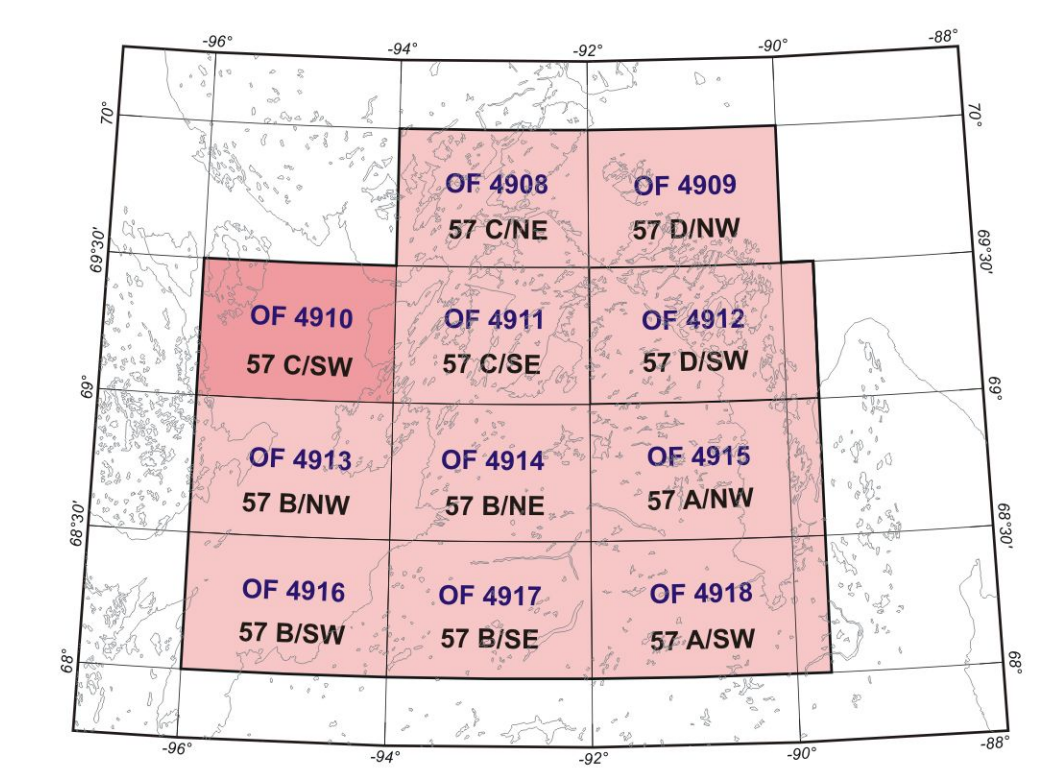 -96°
-94°
-92°
-90°
-88°
70°
70°
OF 4908
OF 4909
57 C/NE
57 D/NW
69°30'
69°30'
OF 4910
OF 4911
OF 4912
57 C/SW
57 C/SE
57 D/SW
69°
69°
OF 4913
OF 4914
OF 4915
57 B/NW
57 B/NE
57 A/NW
68°30'
68°30'
OF 4916
OF 4917
OF 4918
57 B/SW
57 B/SE
57 A/SW
68°
68°
-96°
-94°
-92°
-90°
-88°